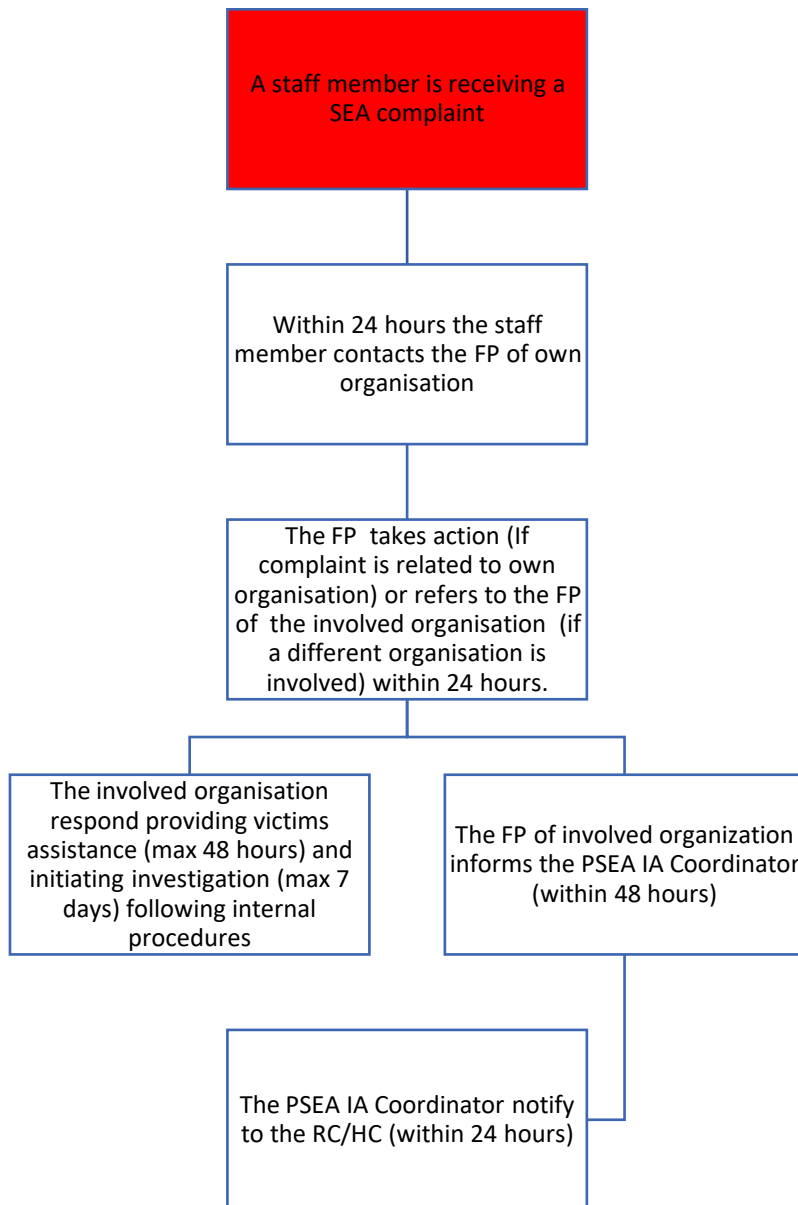 A staff member is receiving a
SEA complaint
Within 24 hours the staff
member contacts the FP of own
organisation
The FP takes action (If
complaint is related to own
organisation) or refers to the FP
of the involved organisation (if
a different organisation is
involved) within 24 hours.
The involved organisation
respond providing victims
assistance (max 48 hours) and
initiating investigation (max 7
days) following internal
procedures
The FP of involved organization
informs the PSEA IA Coordinator
(within 48 hours)
The PSEA IA Coordinator notify
to the RC/HC (within 24 hours)